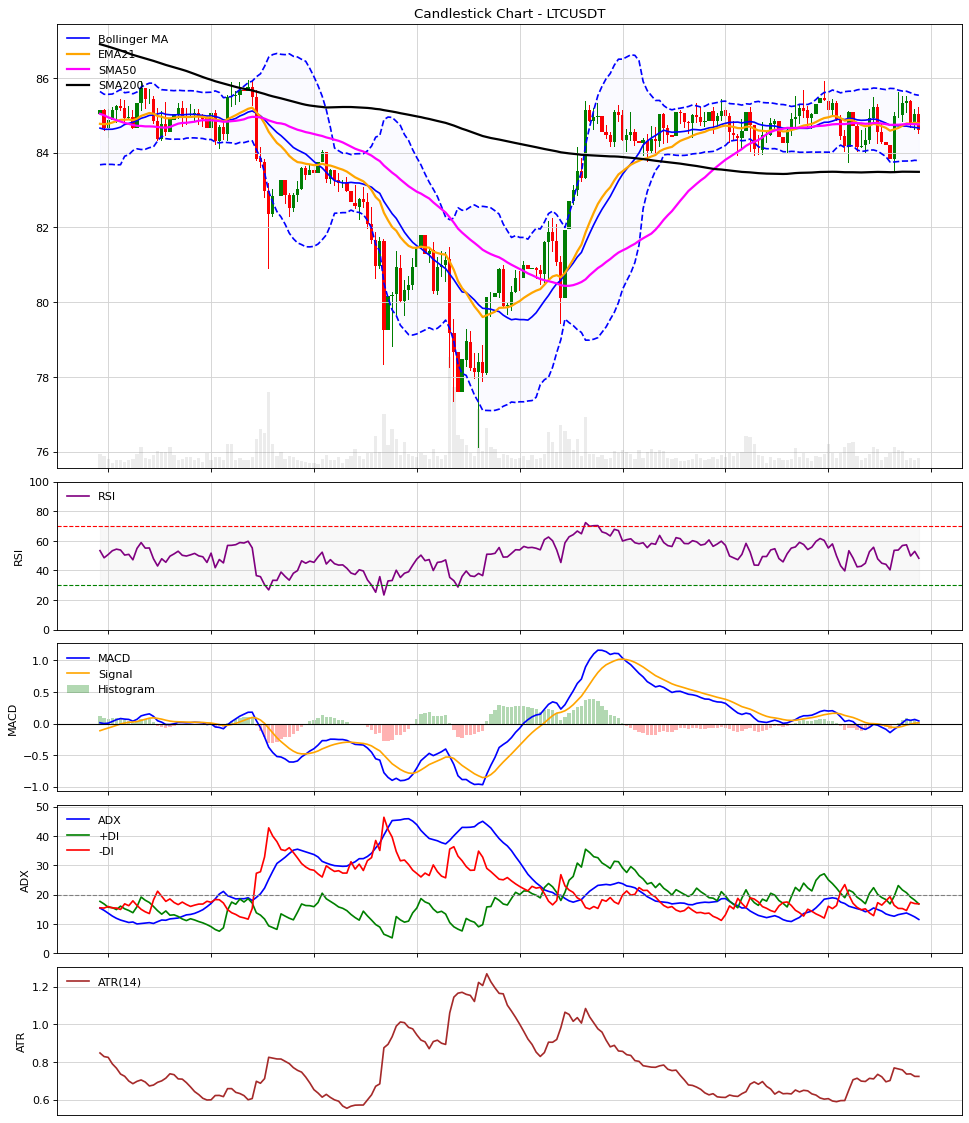 Candlestick Chart - LTCUSDT
Bollinger MA
EMA21
SMA50
SMA200
86
84
82
80
78
76
RSI
100
80
60
40
20
0
RSI
MACD
Signal
Histogram
1.0
0.5
0.0
−0.5
−1.0
MACD
ADX
+DI
-DI
50
40
30
20
10
0
ADX
ATR(14)
1.2
1.0
0.8
0.6
ATR